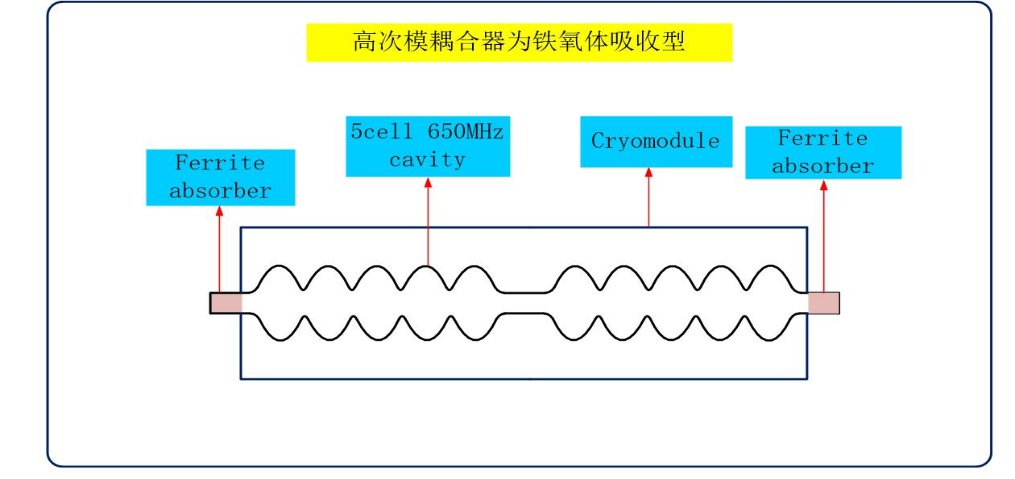 高次模耦合器为铁氧体吸收型
5cell 650MHz
cavity
Cryomodule
Ferrite
absorber
Ferrite
absorber